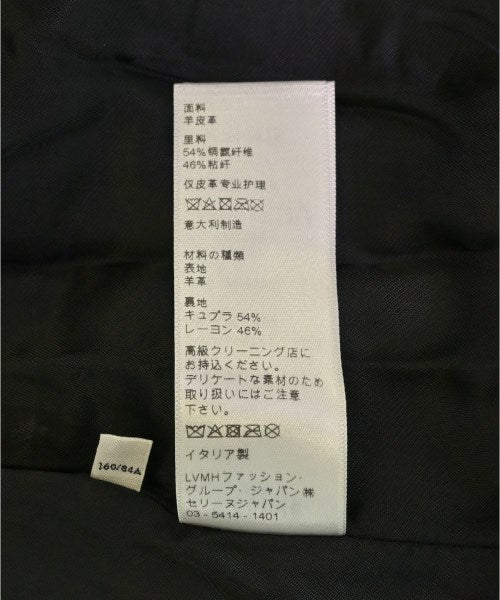 面料
羊皮革
里料
54%铜氨纤维
46%粘纤
仅皮革专业护理
意大利制造
材料の種類
表地
羊革
裏地
キュプラ 54%
レーヨン 46%
高級クリーニング店に
お持込ください。
デリケートな素材のため
取り扱いにはご注意
下さい。
イタリア製
LVMHファッション・
グループ・ジャパン㈱
セリーヌジャパン
03-5414-1401
160/84A